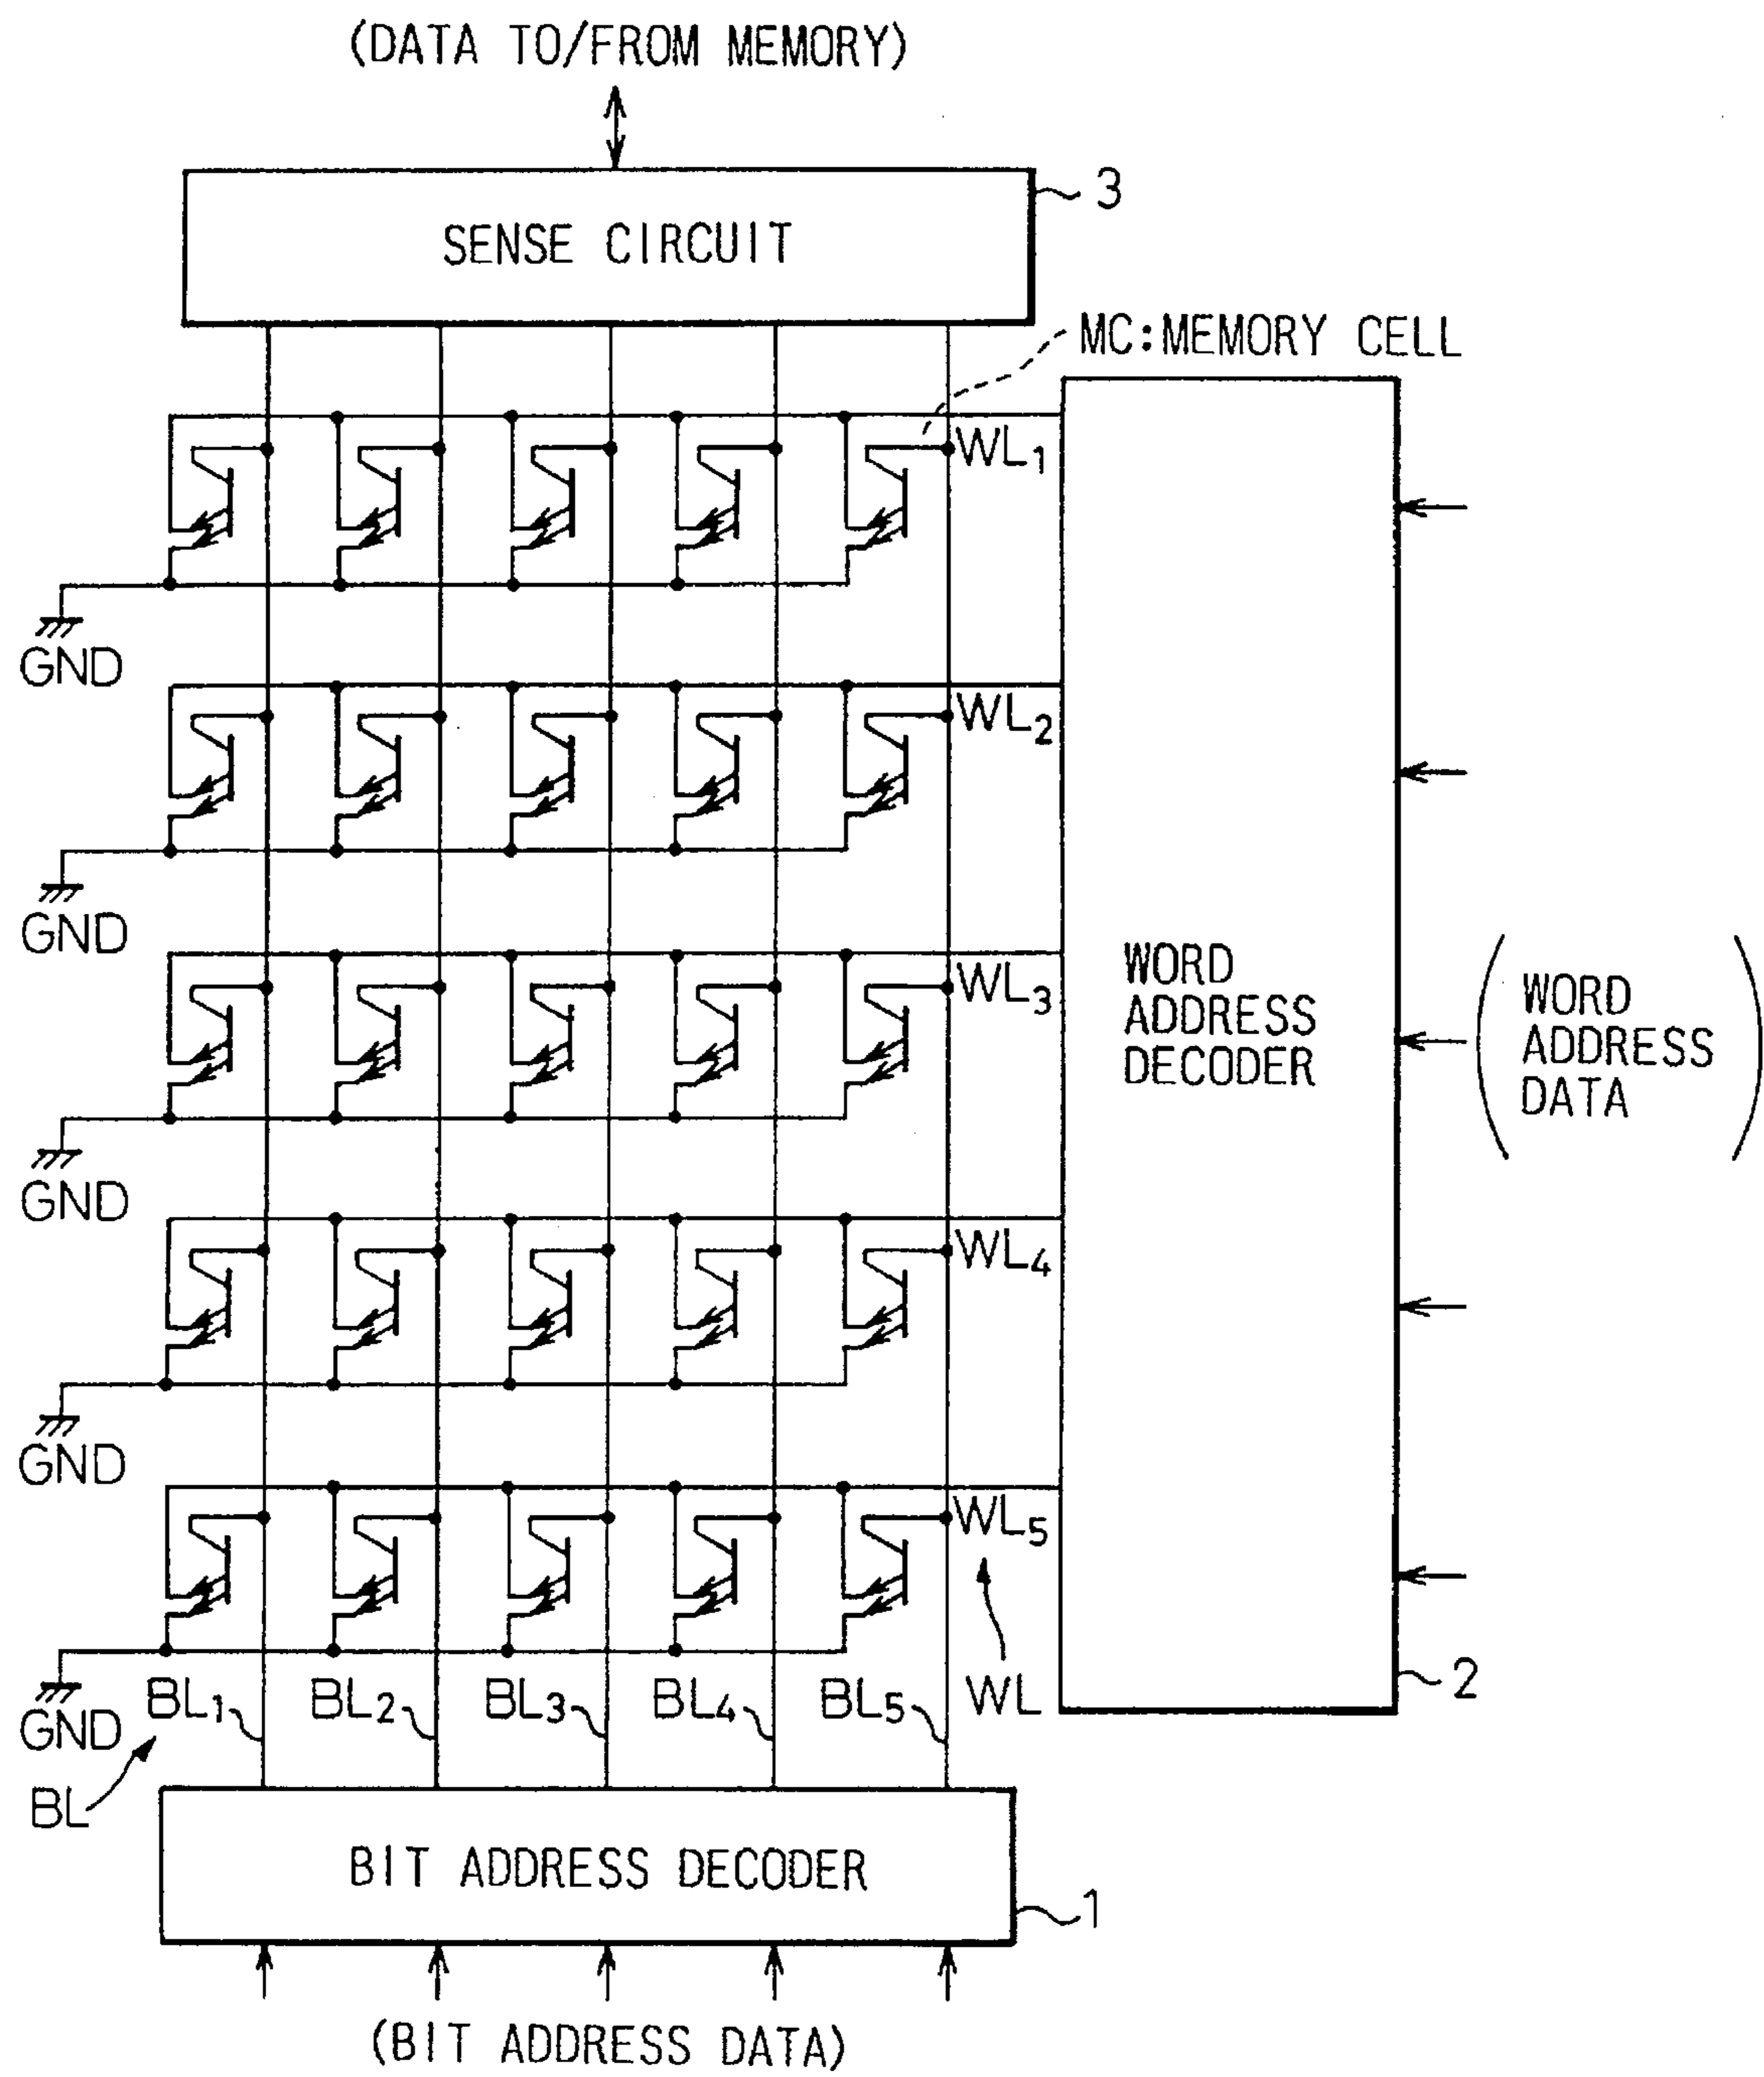 (DATA TO/FROM MEMORY)
SENSE CIRCUIT
3
MC:MEMORY CELL
WL1
GND
WL2
GND
WL3
WORD
ADDRESS
DECODER
WORD
ADDRESS
DATA
GND
WL4
GND
WL5
GND
BL1
BL2
BL3
BL4
BL5
WL
2
BL
BIT ADDRESS DECODER
1
(BIT ADDRESS DATA)